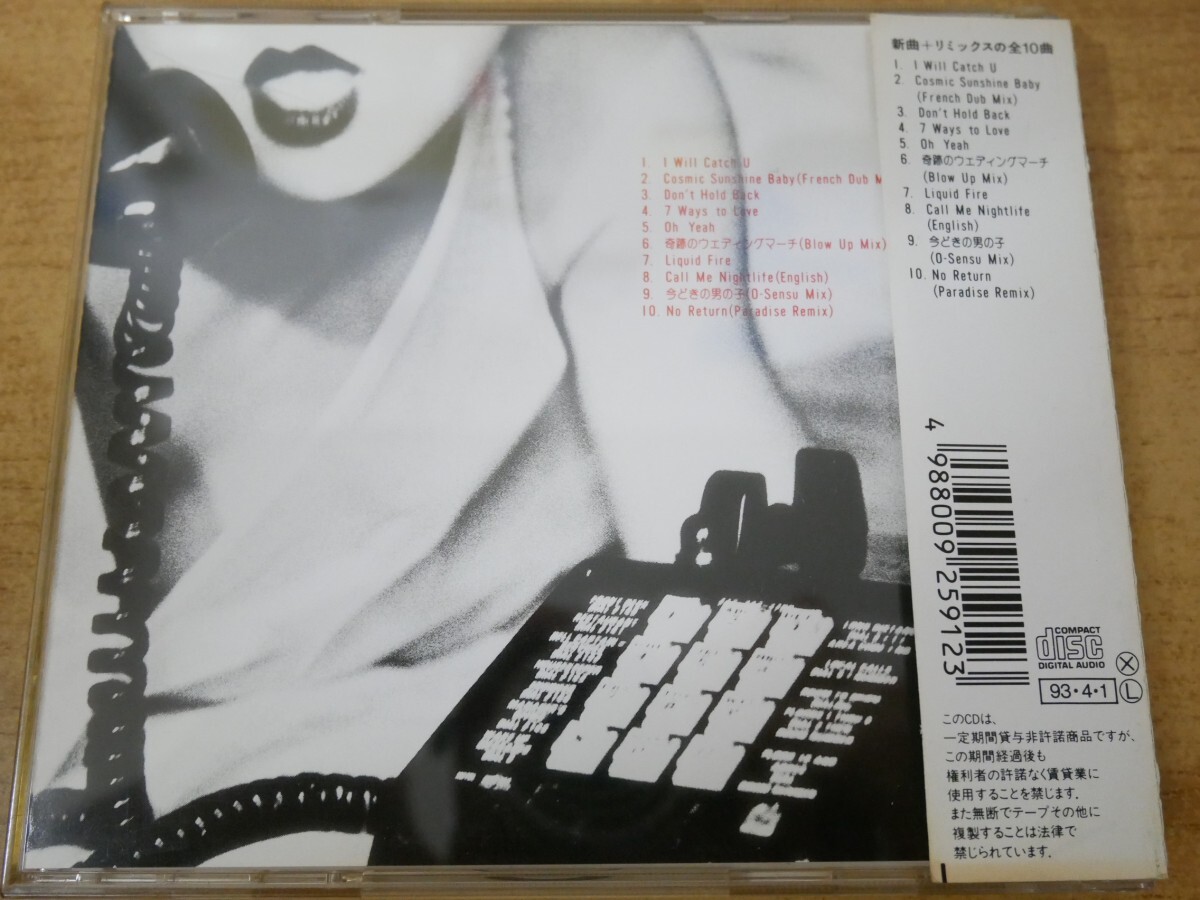 1. I Will Catch U
2. Cosmic Sunshine Baby(French Dub M
3. Don't Hold Back
4. 7 Ways to Love
5. Oh Yeah
6. 奇跡のウエディングマーチ(Blow Up Mix)
7. Liquid Fire
8. Call Me Nightlife(English)
9. 今どきの男の子(O-Sensu Mix)
10. No Return(Paradise Remix)
新曲+リミックスの全10曲
1. I Will Catch U
2. Cosmic Sunshine Baby
(French Dub Mix)
3. Don't Hold Back
4. 7 Ways to Love
5. Oh Yeah
6. 奇跡のウエディングマーチ
(Blow Up Mix)
7. Liquid Fire
8. Call Me Nightlife
(English)
9. 今どきの男の子
(O-Sensu Mix)
10. No Return
(Paradise Remix)
4 988009 259123
COMPACT
disc
DIGITAL AUDIO
X
93・4・1 L
このCDは、
一定期間貸与非許諾商品ですが、
この期間経過後も
権利者の許諾なく賃貸業に
使用することを禁じます.
また無断でテープその他に
複製することは法律で
禁じられています.